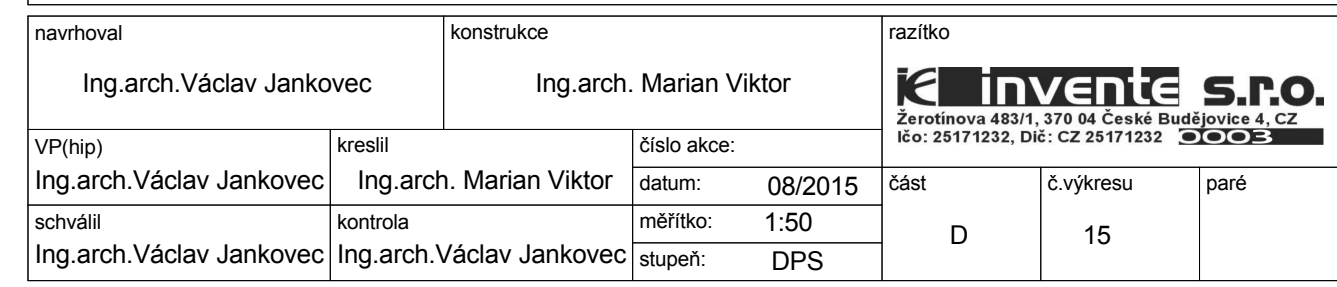 navrhoval
Ing.arch.Václav Jankovec
konstrukce
Ing.arch. Marian Viktor
razítko
invente s.r.o.
Žerotínova 483/1, 370 04 České Budějovice 4, CZ
Ičo: 25171232, Dič: CZ 25171232 0003
VP(hip)
Ing.arch.Václav Jankovec
kreslil
Ing.arch. Marian Viktor
číslo akce:
datum: 08/2015
schválil
Ing.arch.Václav Jankovec
kontrola
Ing.arch.Václav Jankovec
měřítko: 1:50
stupeň: DPS
část
D
č.výkresu
15
paré